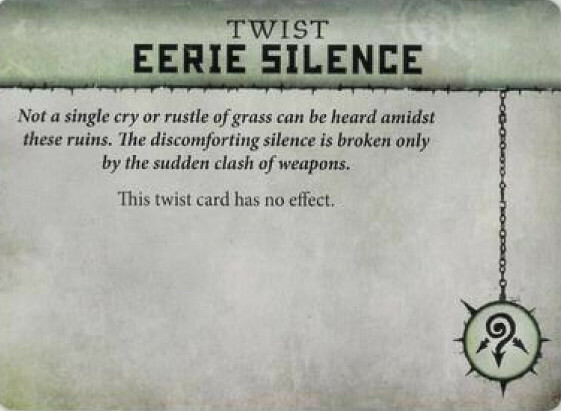 TWIST
EERIE SILENCE
Not a single cry or rustle of grass can be heard amidst
these ruins. The discomforting silence is broken only
by the sudden clash of weapons.
This twist card has no effect.